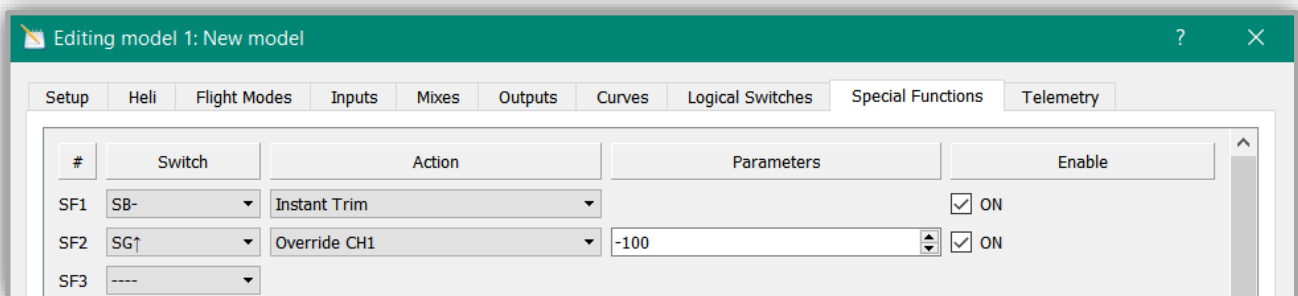 Editing model 1: New model ?
Setup Heli Flight Modes Inputs Mixes Outputs Curves Logical Switches Special Functions Telemetry
# Switch Action Parameters Enable
SF1 SB- Instant Trim ON
SF2 SG↑ Override CH1 -100 ON
SF3 ----